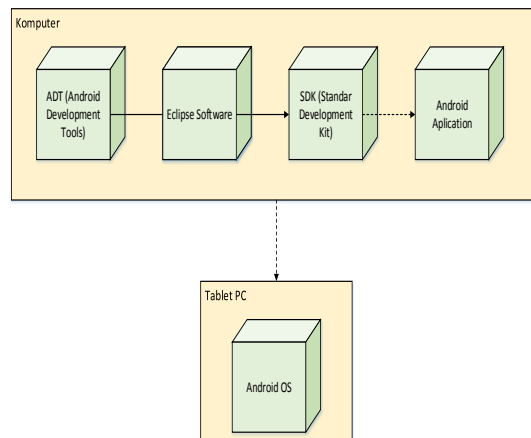 Komputer
ADT (Android
Development
Tools)
Eclipse Software
SDK (Standar
Development
Kit)
Android
Aplication
Tablet PC
Android OS